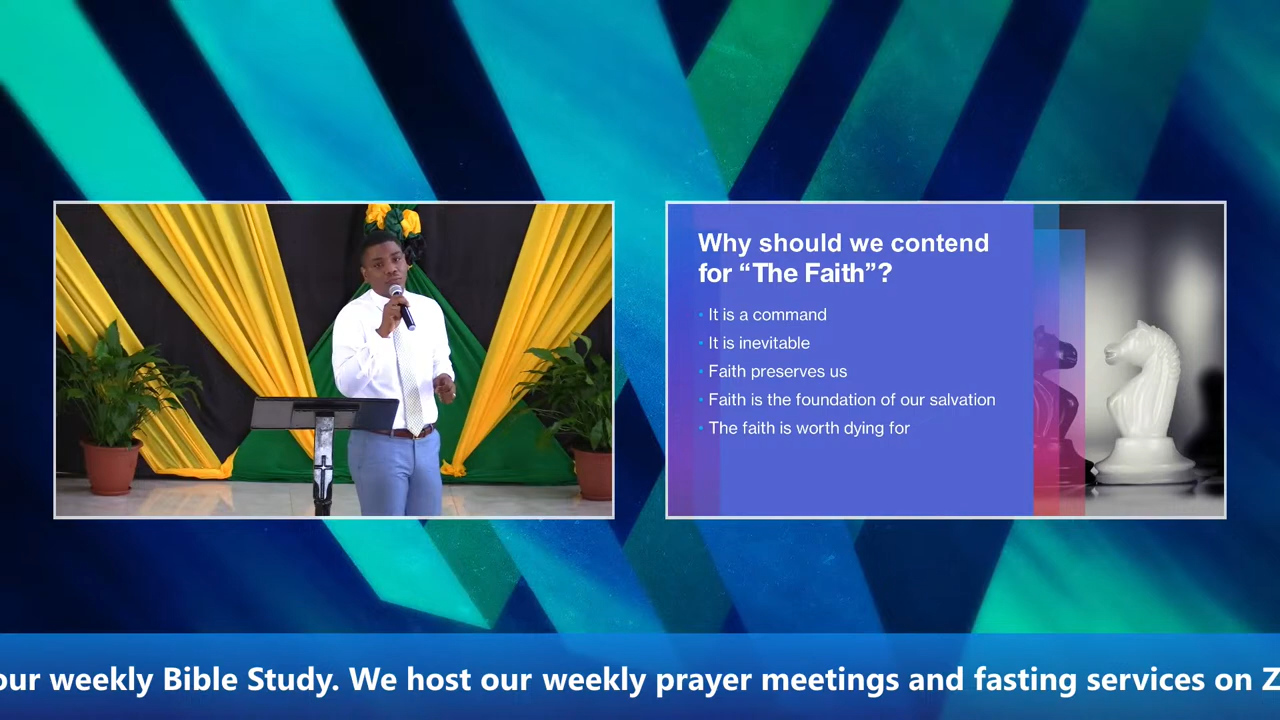 Why should we contend
for “The Faith”?
• It is a command
• It is inevitable
• Faith preserves us
• Faith is the foundation of our salvation
• The faith is worth dying for
our weekly Bible Study. We host our weekly prayer meetings and fasting services on Z